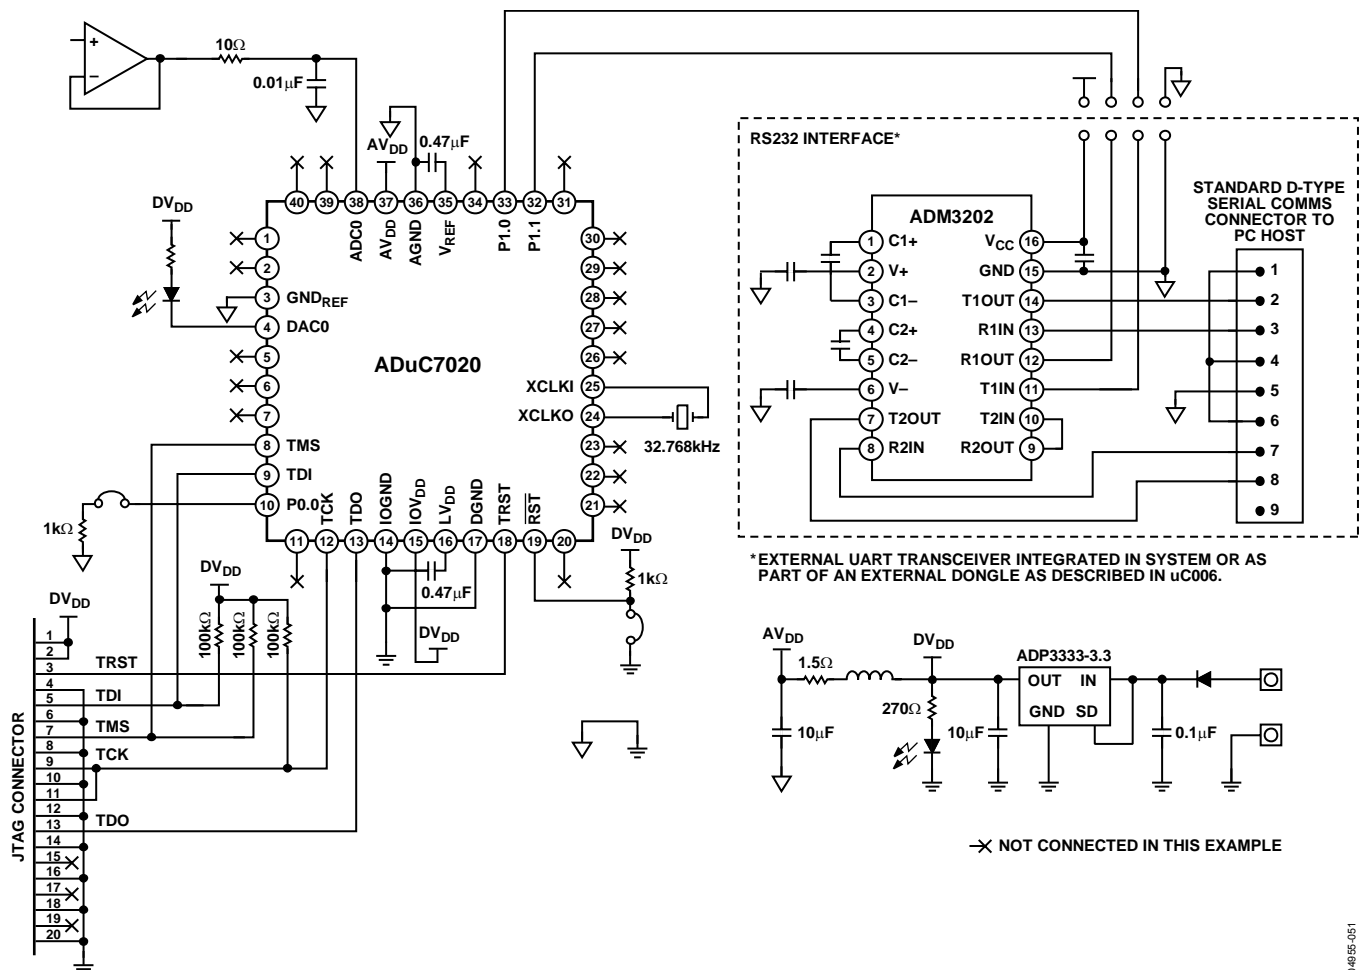 +
−
10Ω
0.01μF
AVDD
0.47μF
40
39
38
37
36
35
34
33
32
31
ADC0
AVDD
AGND
VREF
P1.0
P1.1
DVDD
1
2
3 GNDREF
4 DAC0
5
6
7
8 TMS
9 TDI
10 P0.0
1kΩ
ADuC7020
30
29
28
27
26
XCLKI 25
XCLKO 24
23
22
21
32.768kHz
TCK
TDO
IOGND
IOVDD
LVDD
DGND
TRST
RST
11
12
13
14
15
16
17
18
19
20
0.47μF
DVDD
DVDD
1kΩ
DVDD
100kΩ
100kΩ
100kΩ
DVDD
JTAG CONNECTOR
1
2
3 TRST
4
5 TDI
6
7 TMS
8
9 TCK
10
11
12
13 TDO
14
15
16
17
18
19
20
RS232 INTERFACE*
ADM3202
1 C1+
2 V+
3 C1–
4 C2+
5 C2–
6 V–
7 T2OUT
8 R2IN
VCC 16
GND 15
T1OUT 14
R1IN 13
R1OUT 12
T1IN 11
T2IN 10
R2OUT 9
STANDARD D-TYPE
SERIAL COMMS
CONNECTOR TO
PC HOST
1
2
3
4
5
6
7
8
9
*EXTERNAL UART TRANSCEIVER INTEGRATED IN SYSTEM OR AS
PART OF AN EXTERNAL DONGLE AS DESCRIBED IN uC006.
AVDD
1.5Ω
DVDD
270Ω
10μF
10μF
ADP3333-3.3
OUT IN
GND SD
0.1μF
NOT CONNECTED IN THIS EXAMPLE
04955-051